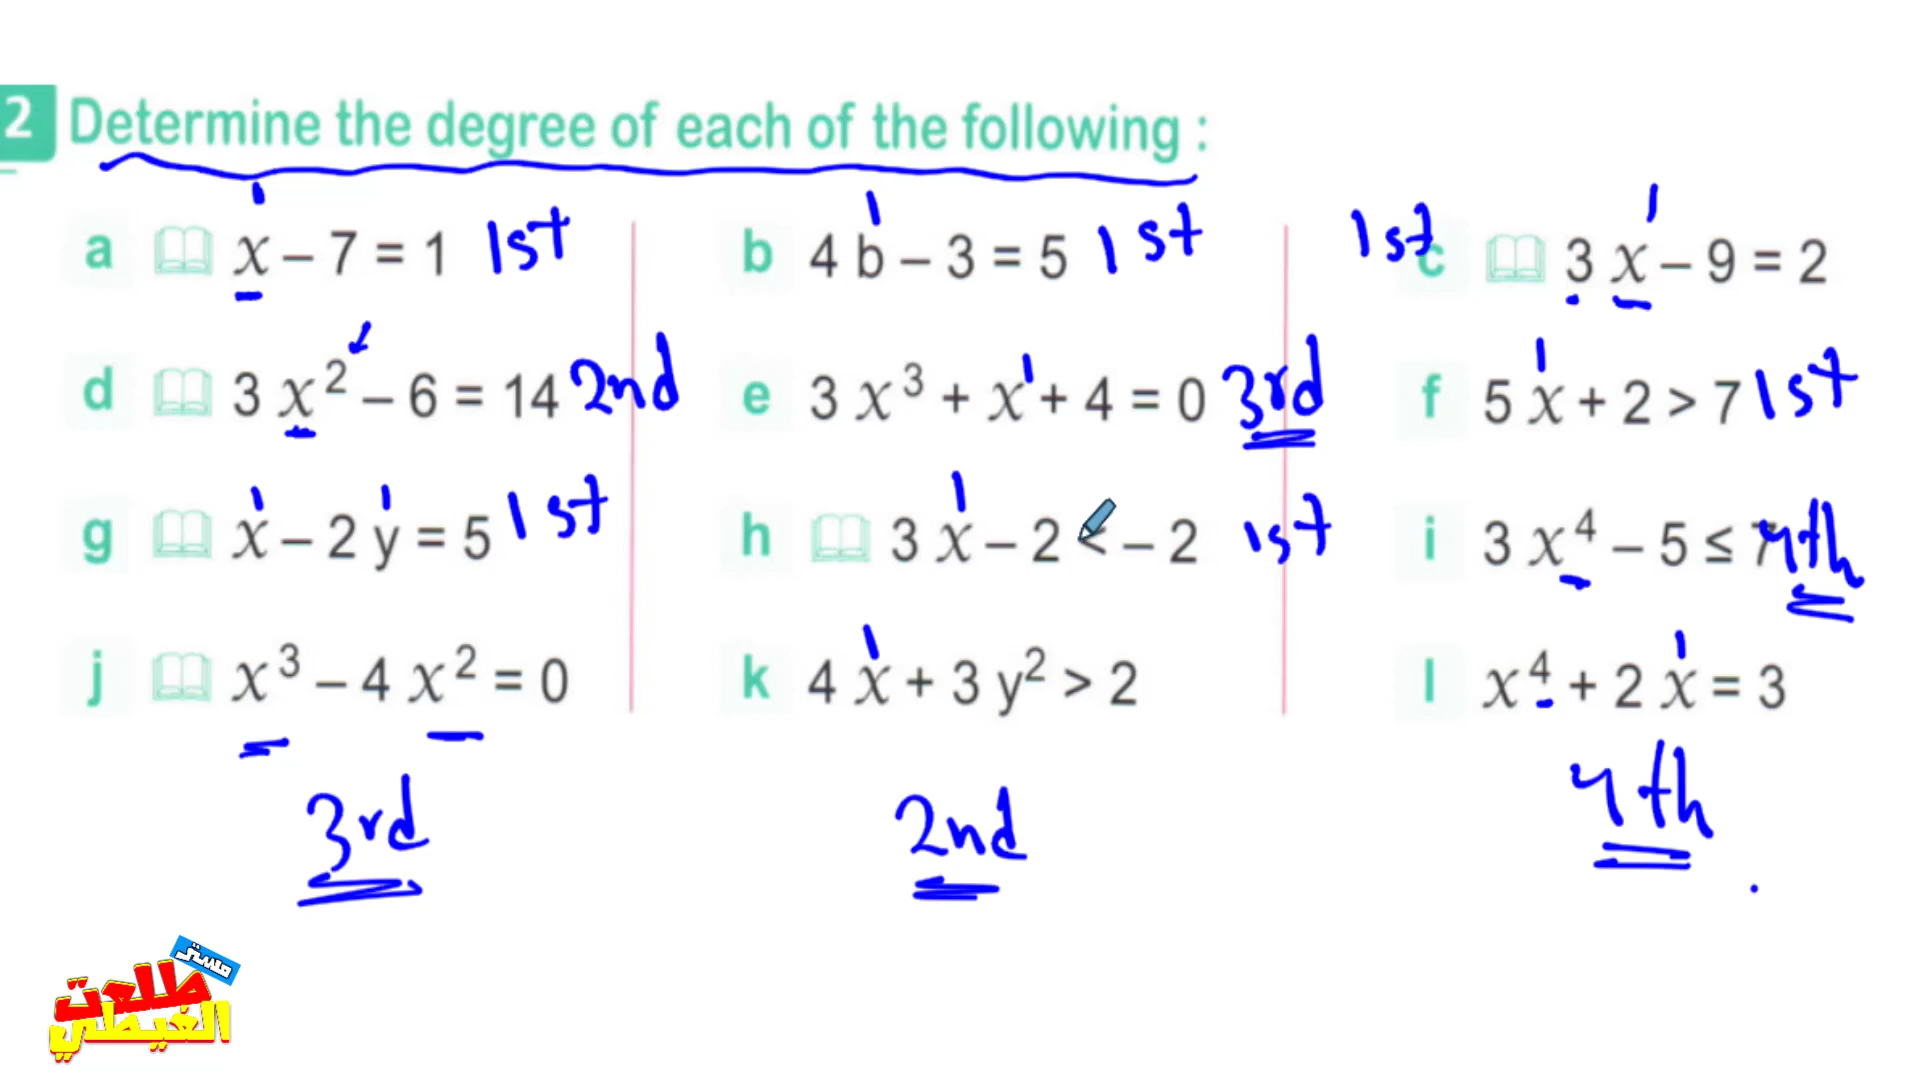 2 Determine the degree of each of the following :
a x – 7 = 1 1st
b 4 b – 3 = 5 1st
1st c 3 x – 9 = 2
d 3 x² – 6 = 14 2nd
e 3 x³ + x + 4 = 0 3rd
f 5 x + 2 > 7 1st
g x – 2 y = 5 1st
h 3 x – 2 < – 2 1st
i 3 x⁴ – 5 ≤ 7 4th
j x³ – 4 x² = 0
k 4 x + 3 y² > 2
l x⁴ + 2 x = 3
3rd
2nd
4th
مستر
طلعت
الغيطي